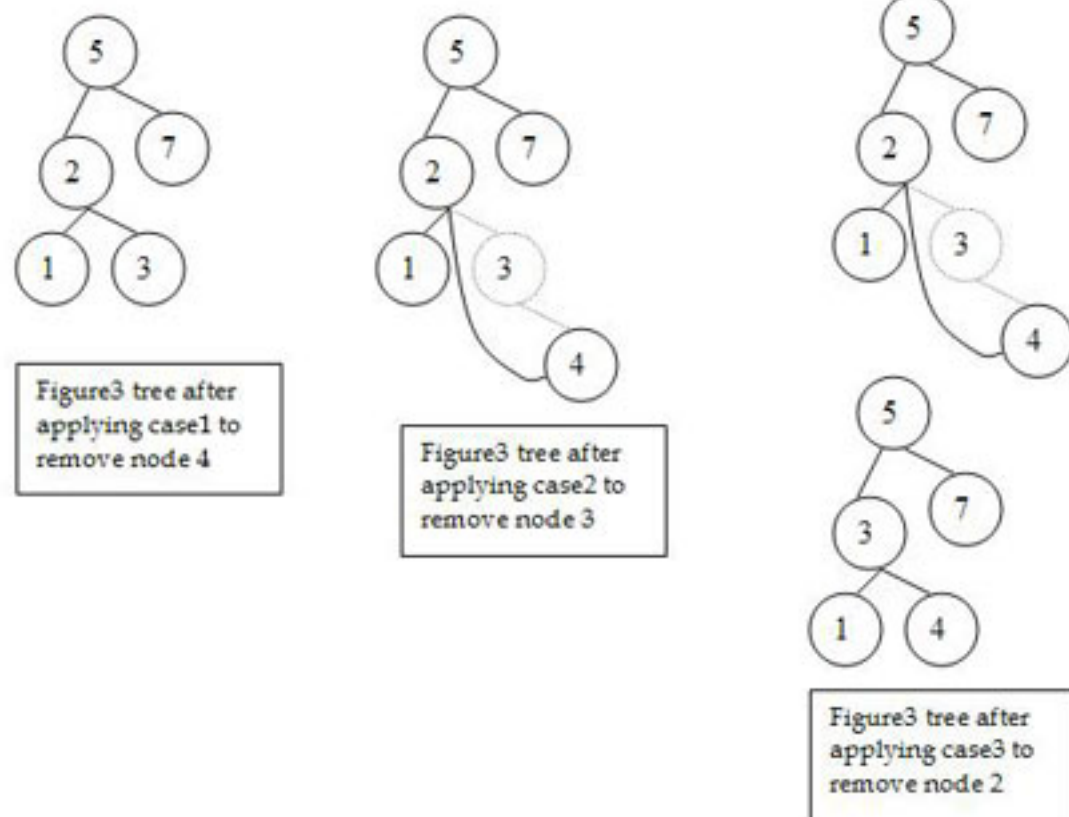 5
7
2
1
3
Figure3 tree after
applying case1 to
remove node 4
5
7
2
1
3
4
Figure3 tree after
applying case2 to
remove node 3
5
7
2
1
3
4
5
7
3
1
4
Figure3 tree after
applying case3 to
remove node 2